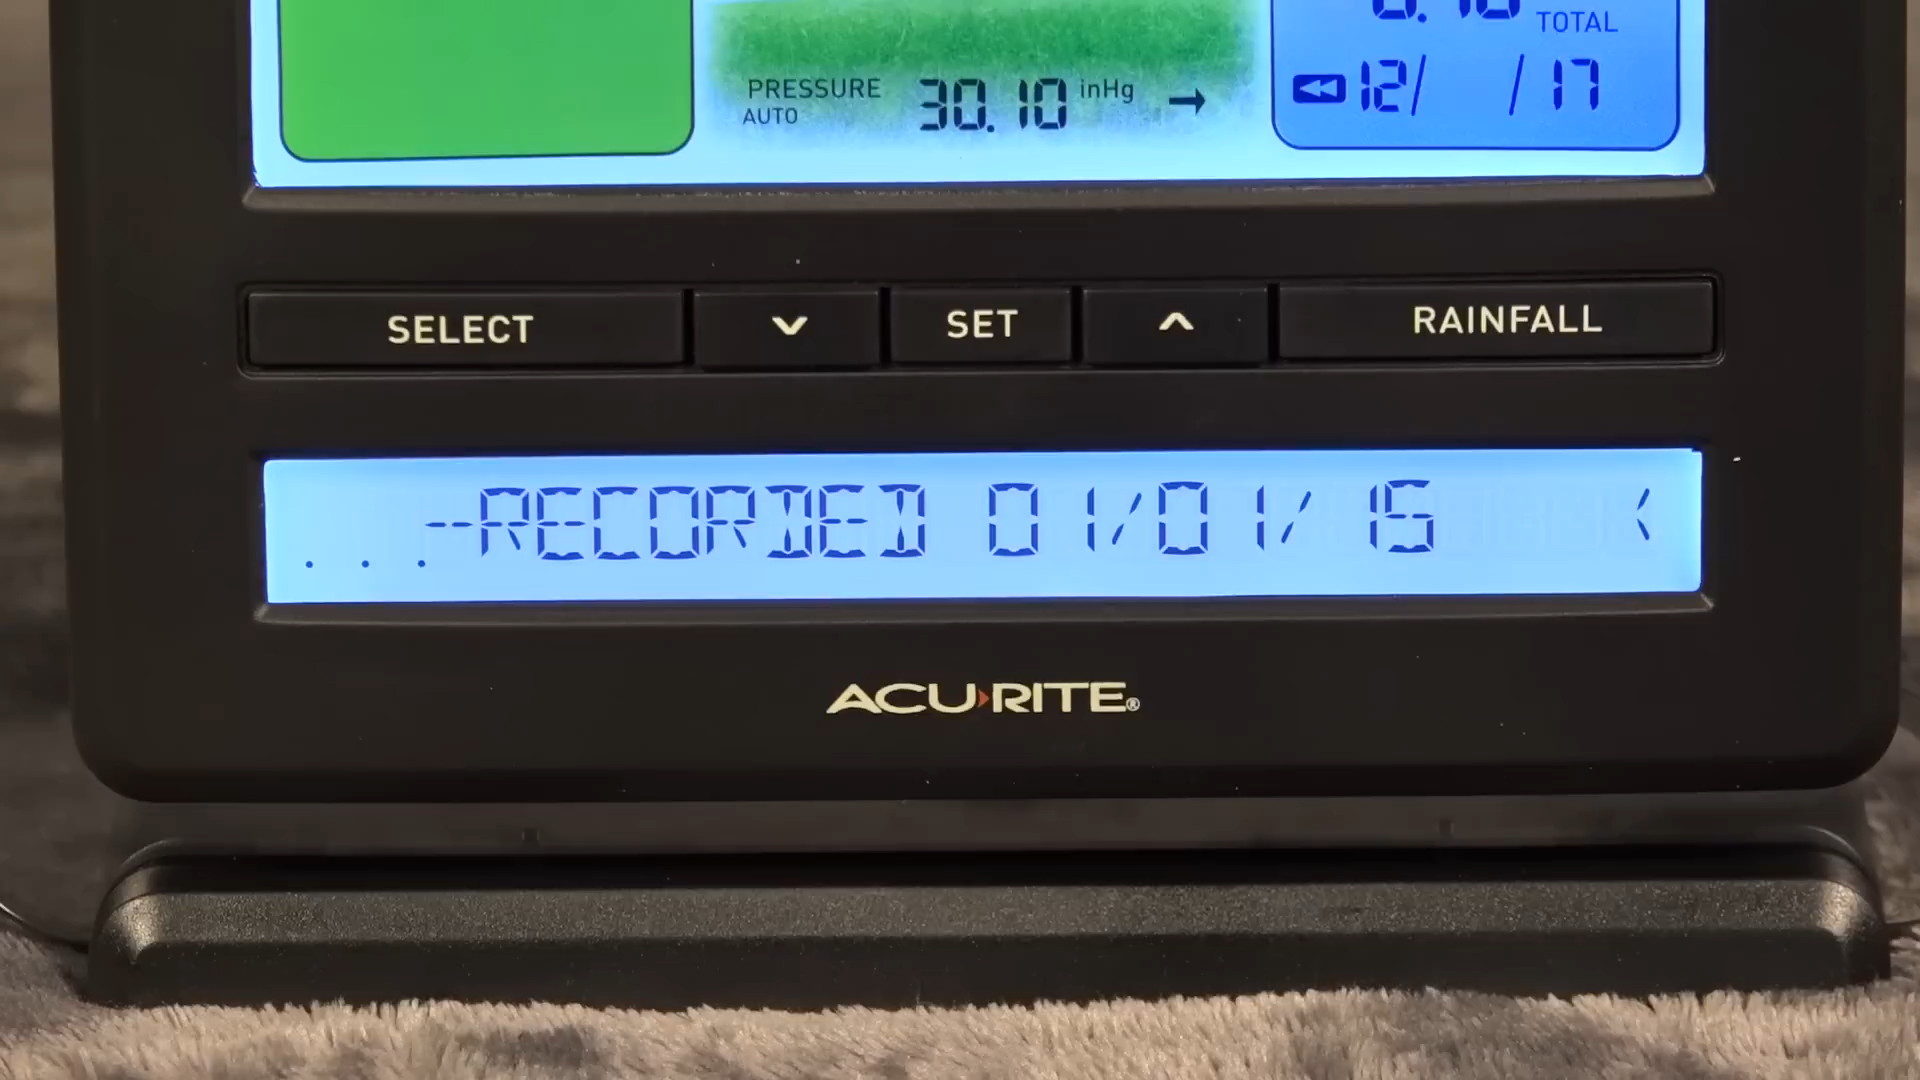 TOTAL
PRESSURE 30.10 inHg →
AUTO
12/ /17
SELECT SET RAINFALL
...--RECORDED 01/01/15
ACURITE®